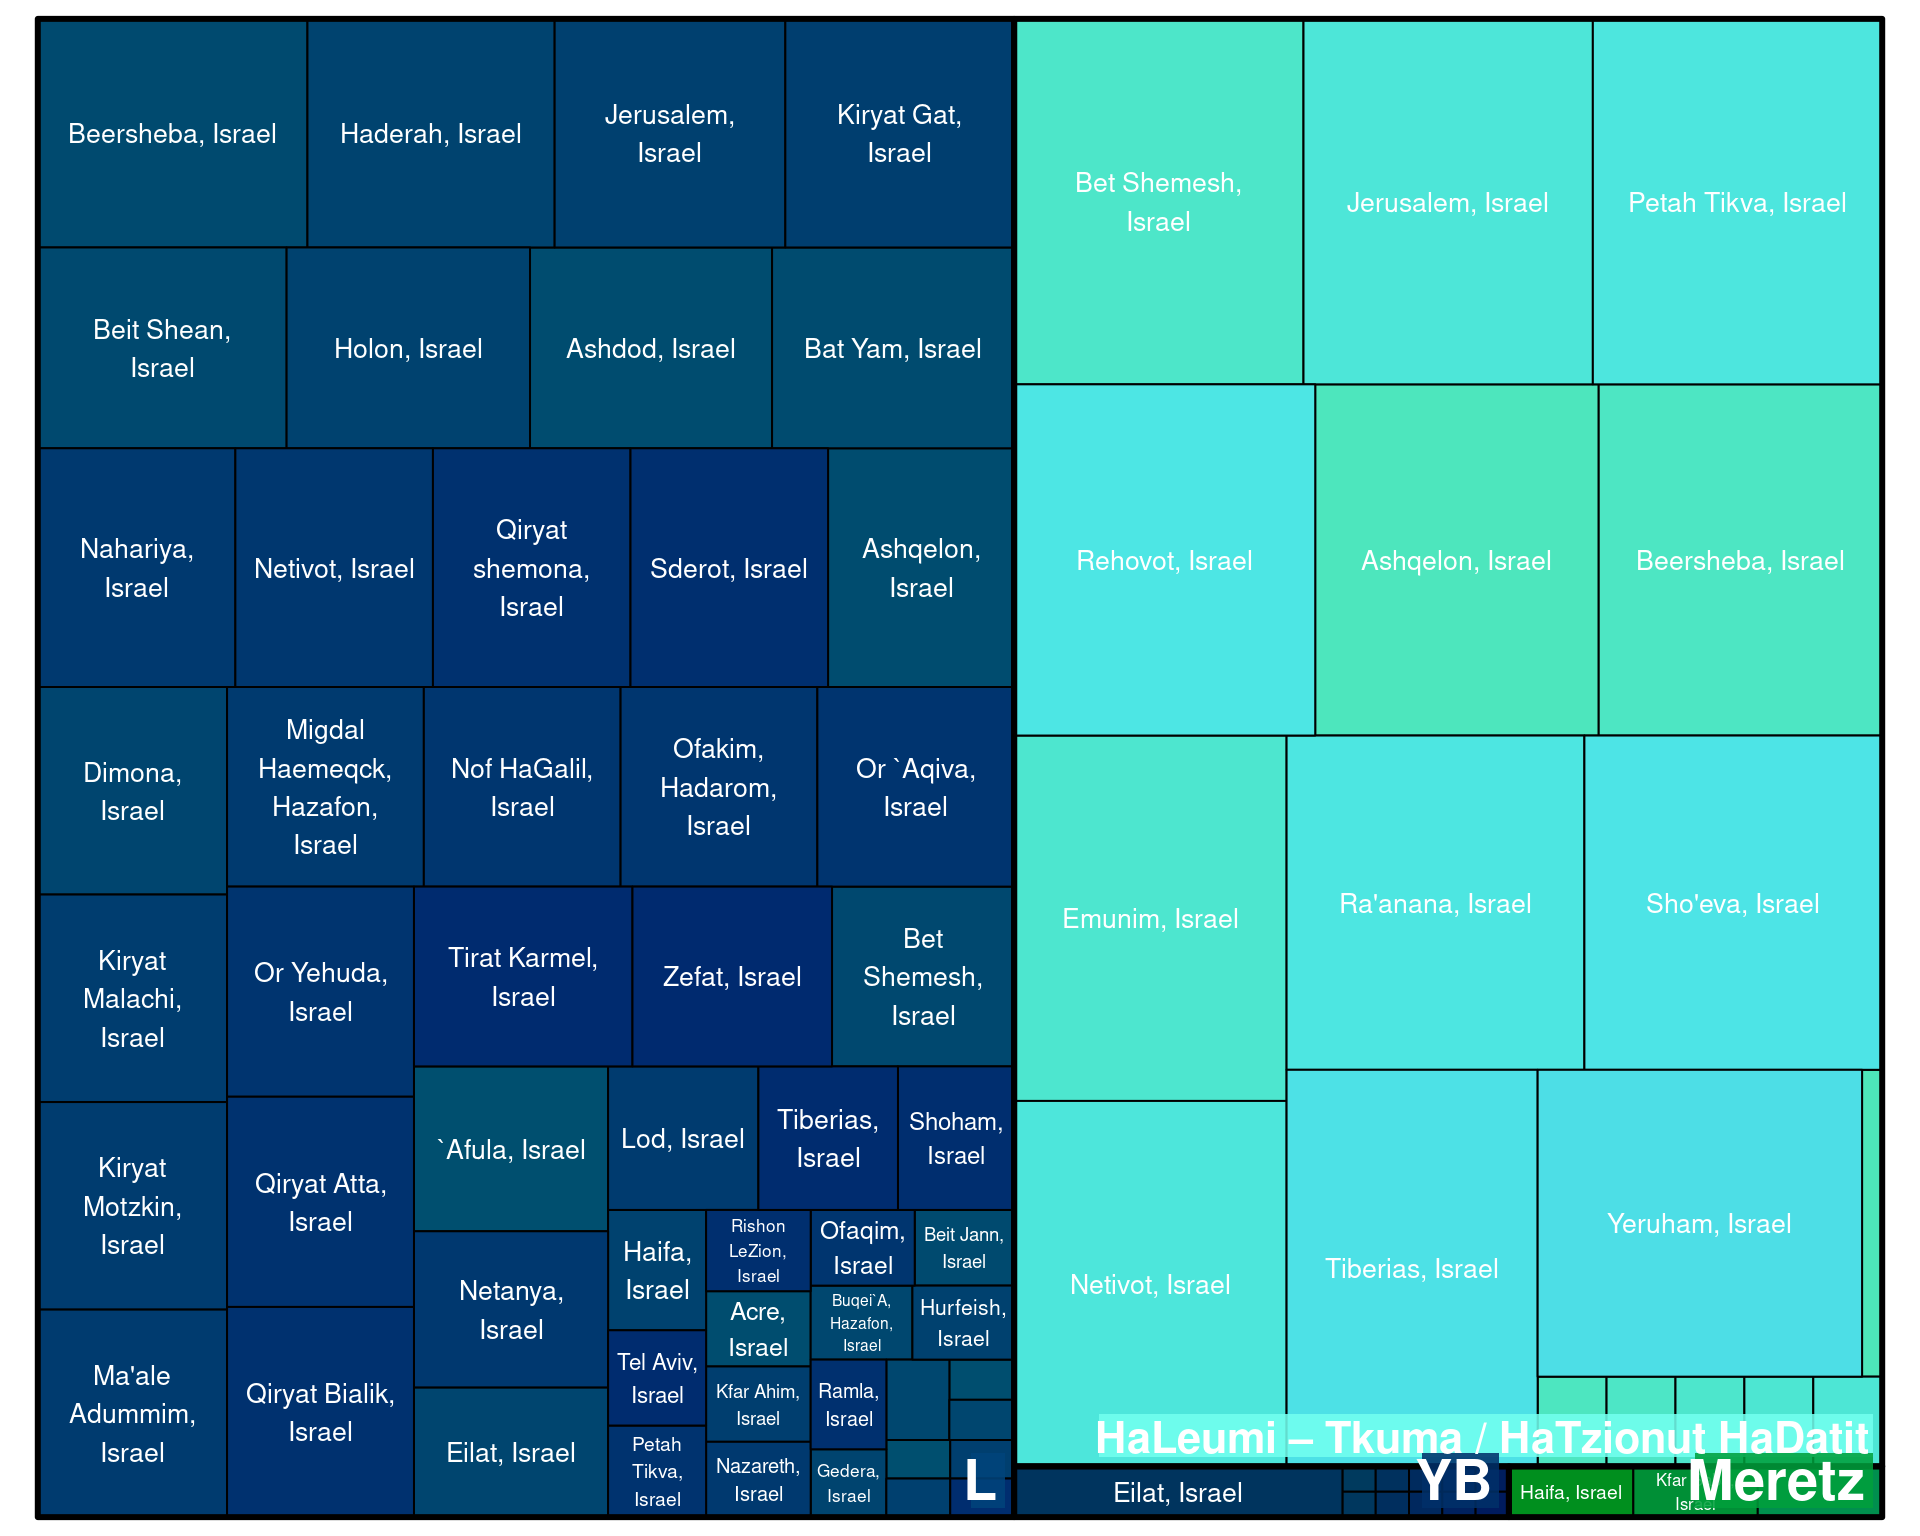 Beersheba, Israel
Haderah, Israel
Jerusalem,
Israel
Kiryat Gat,
Israel
Beit Shean,
Israel
Holon, Israel
Ashdod, Israel
Bat Yam, Israel
Nahariya,
Israel
Netivot, Israel
Qiryat
shemona,
Israel
Sderot, Israel
Ashqelon,
Israel
Dimona,
Israel
Migdal
Haemeqck,
Hazafon,
Israel
Nof HaGalil,
Israel
Ofakim,
Hadarom,
Israel
Or `Aqiva,
Israel
Kiryat
Malachi,
Israel
Or Yehuda,
Israel
Tirat Karmel,
Israel
Zefat, Israel
Bet
Shemesh,
Israel
Kiryat
Motzkin,
Israel
Qiryat Atta,
Israel
`Afula, Israel
Lod, Israel
Tiberias,
Israel
Shoham,
Israel
Ma'ale
Adummim,
Israel
Qiryat Bialik,
Israel
Netanya,
Israel
Eilat, Israel
Haifa,
Israel
Rishon
LeZion,
Israel
Ofaqim,
Israel
Beit Jann,
Israel
Acre,
Israel
Buqei`A,
Hazafon,
Israel
Hurfeish,
Israel
Tel Aviv,
Israel
Kfar Ahim,
Israel
Ramla,
Israel
Petah
Tikva,
Israel
Nazareth,
Israel
Gedera,
Israel
L
Bet Shemesh,
Israel
Jerusalem, Israel
Petah Tikva, Israel
Rehovot, Israel
Ashqelon, Israel
Beersheba, Israel
Emunim, Israel
Ra'anana, Israel
Sho'eva, Israel
Netivot, Israel
Tiberias, Israel
Yeruham, Israel
HaLeumi – Tkuma / HaTzionut HaDatit
Eilat, Israel
YB
Haifa, Israel
Kfar
Israel
Meretz